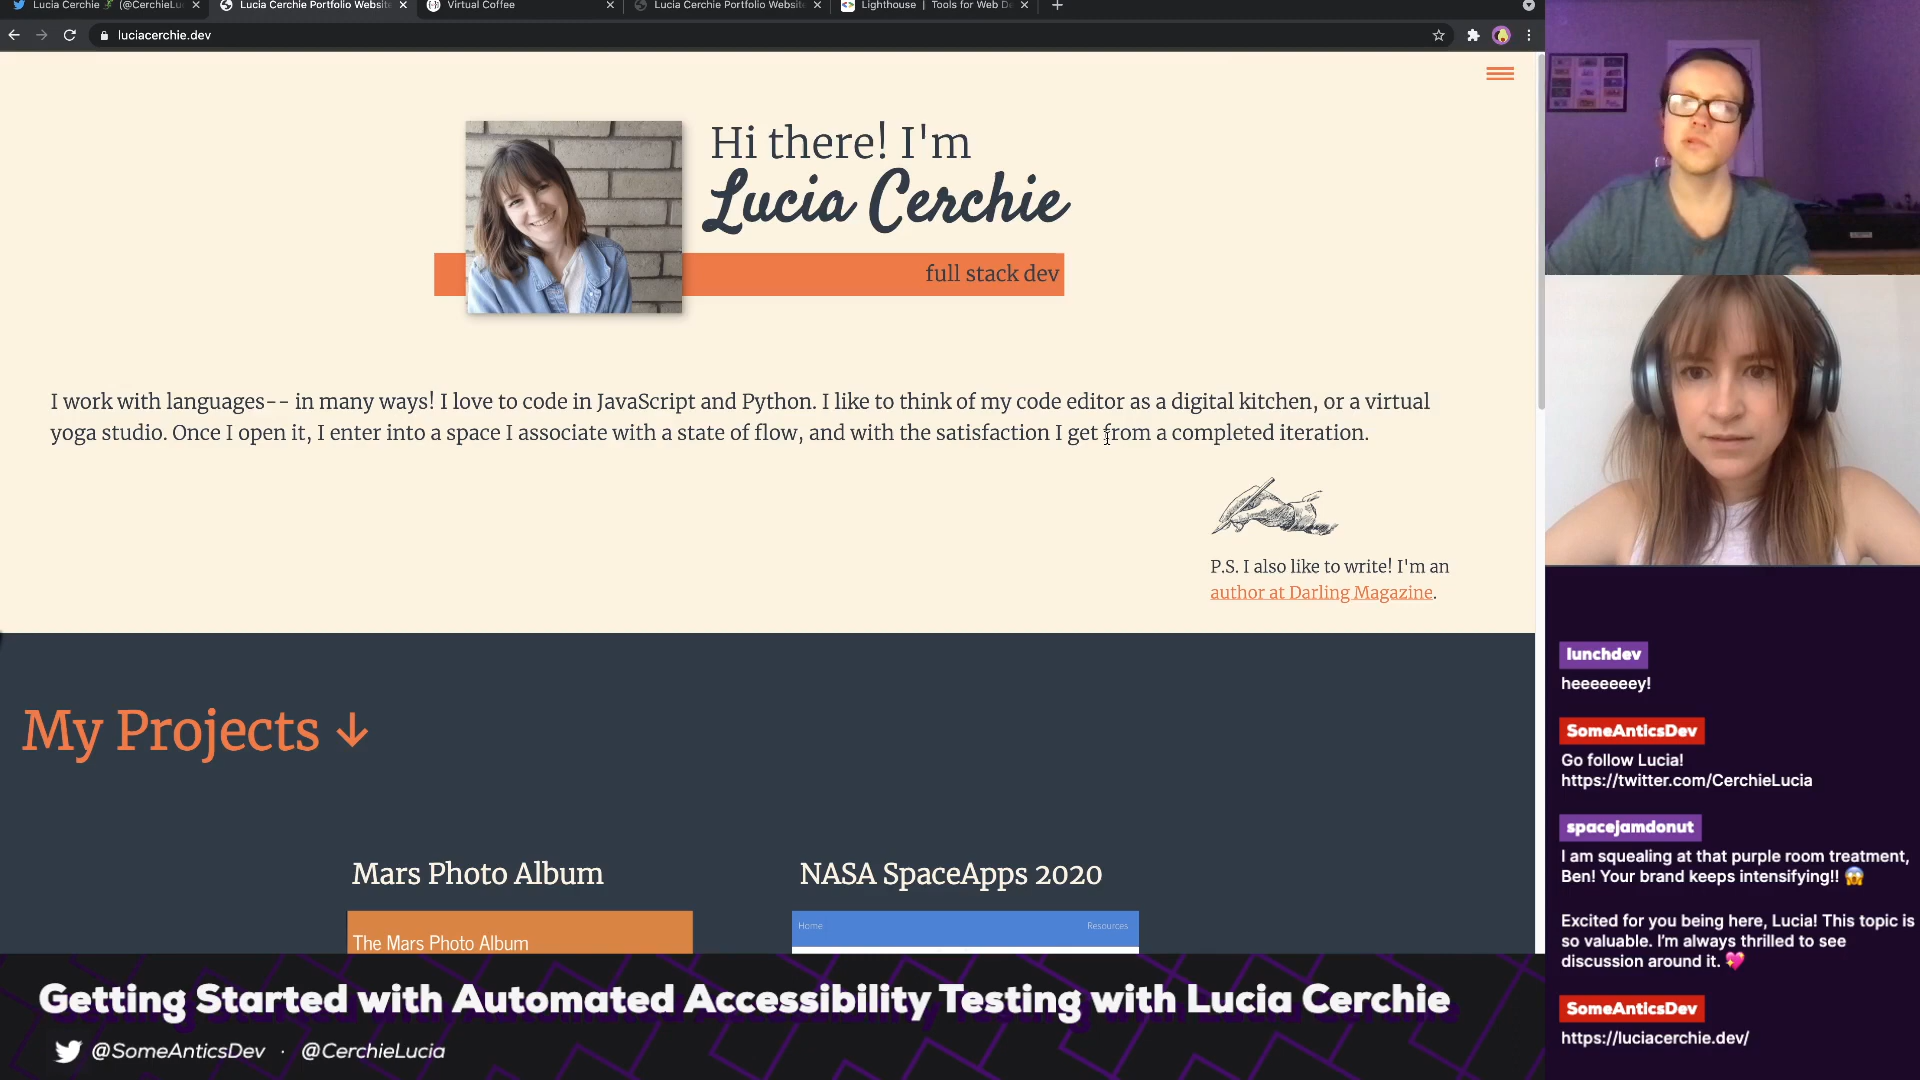 Lucia Cerchie
(@CerchieLu
Lucia Cerchie Portfolio Website
Virtual Coffee
Lucia Cerchie Portfolio Website
Lighthouse | Tools for Web De
luciacerchie.dev
Hi there! I'm
Lucia Cerchie
full stack dev
I work with languages-- in many ways! I love to code in JavaScript and Python. I like to think of my code editor as a digital kitchen, or a virtual
yoga studio. Once I open it, I enter into a space I associate with a state of flow, and with the satisfaction I get from a completed iteration.
P.S. I also like to write! I'm an
author at Darling Magazine.
My Projects ↓
Mars Photo Album
NASA SpaceApps 2020
The Mars Photo Album
Home
Resources
lunchdev
heeeeeeey!
SomeAnticsDev
Go follow Lucia!
https://twitter.com/CerchieLucia
spacejamdonut
I am squealing at that purple room treatment,
Ben! Your brand keeps intensifying!! 😱
Excited for you being here, Lucia! This topic is
so valuable. I'm always thrilled to see
discussion around it. 💖
SomeAnticsDev
https://luciacerchie.dev/
Getting Started with Automated Accessibility Testing with Lucia Cerchie
@SomeAnticsDev · @CerchieLucia